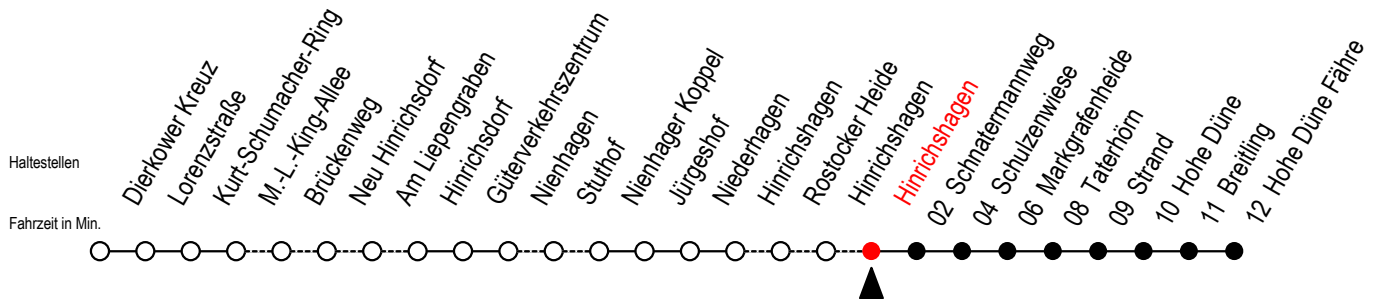 Haltestellen
Dierkower Kreuz
Lorenzstraße
Kurt-Schumacher-Ring
M.-L.-King-Allee
Brückenweg
Neu Hinrichsdorf
Am Liepengraben
Hinrichsdorf
Güterverkehrszentrum
Nienhagen
Stuthof
Nienhager Koppel
Jürgeshof
Niederhagen
Hinrichshagen
Rostocker Heide
Hinrichshagen
Hinrichshagen
02 Schnatermannweg
04 Schulzenwiese
06 Markgrafenheide
08 Taterhörn
09 Strand
10 Hohe Düne
11 Breitling
12 Hohe Düne Fähre
Fahrzeit in Min.